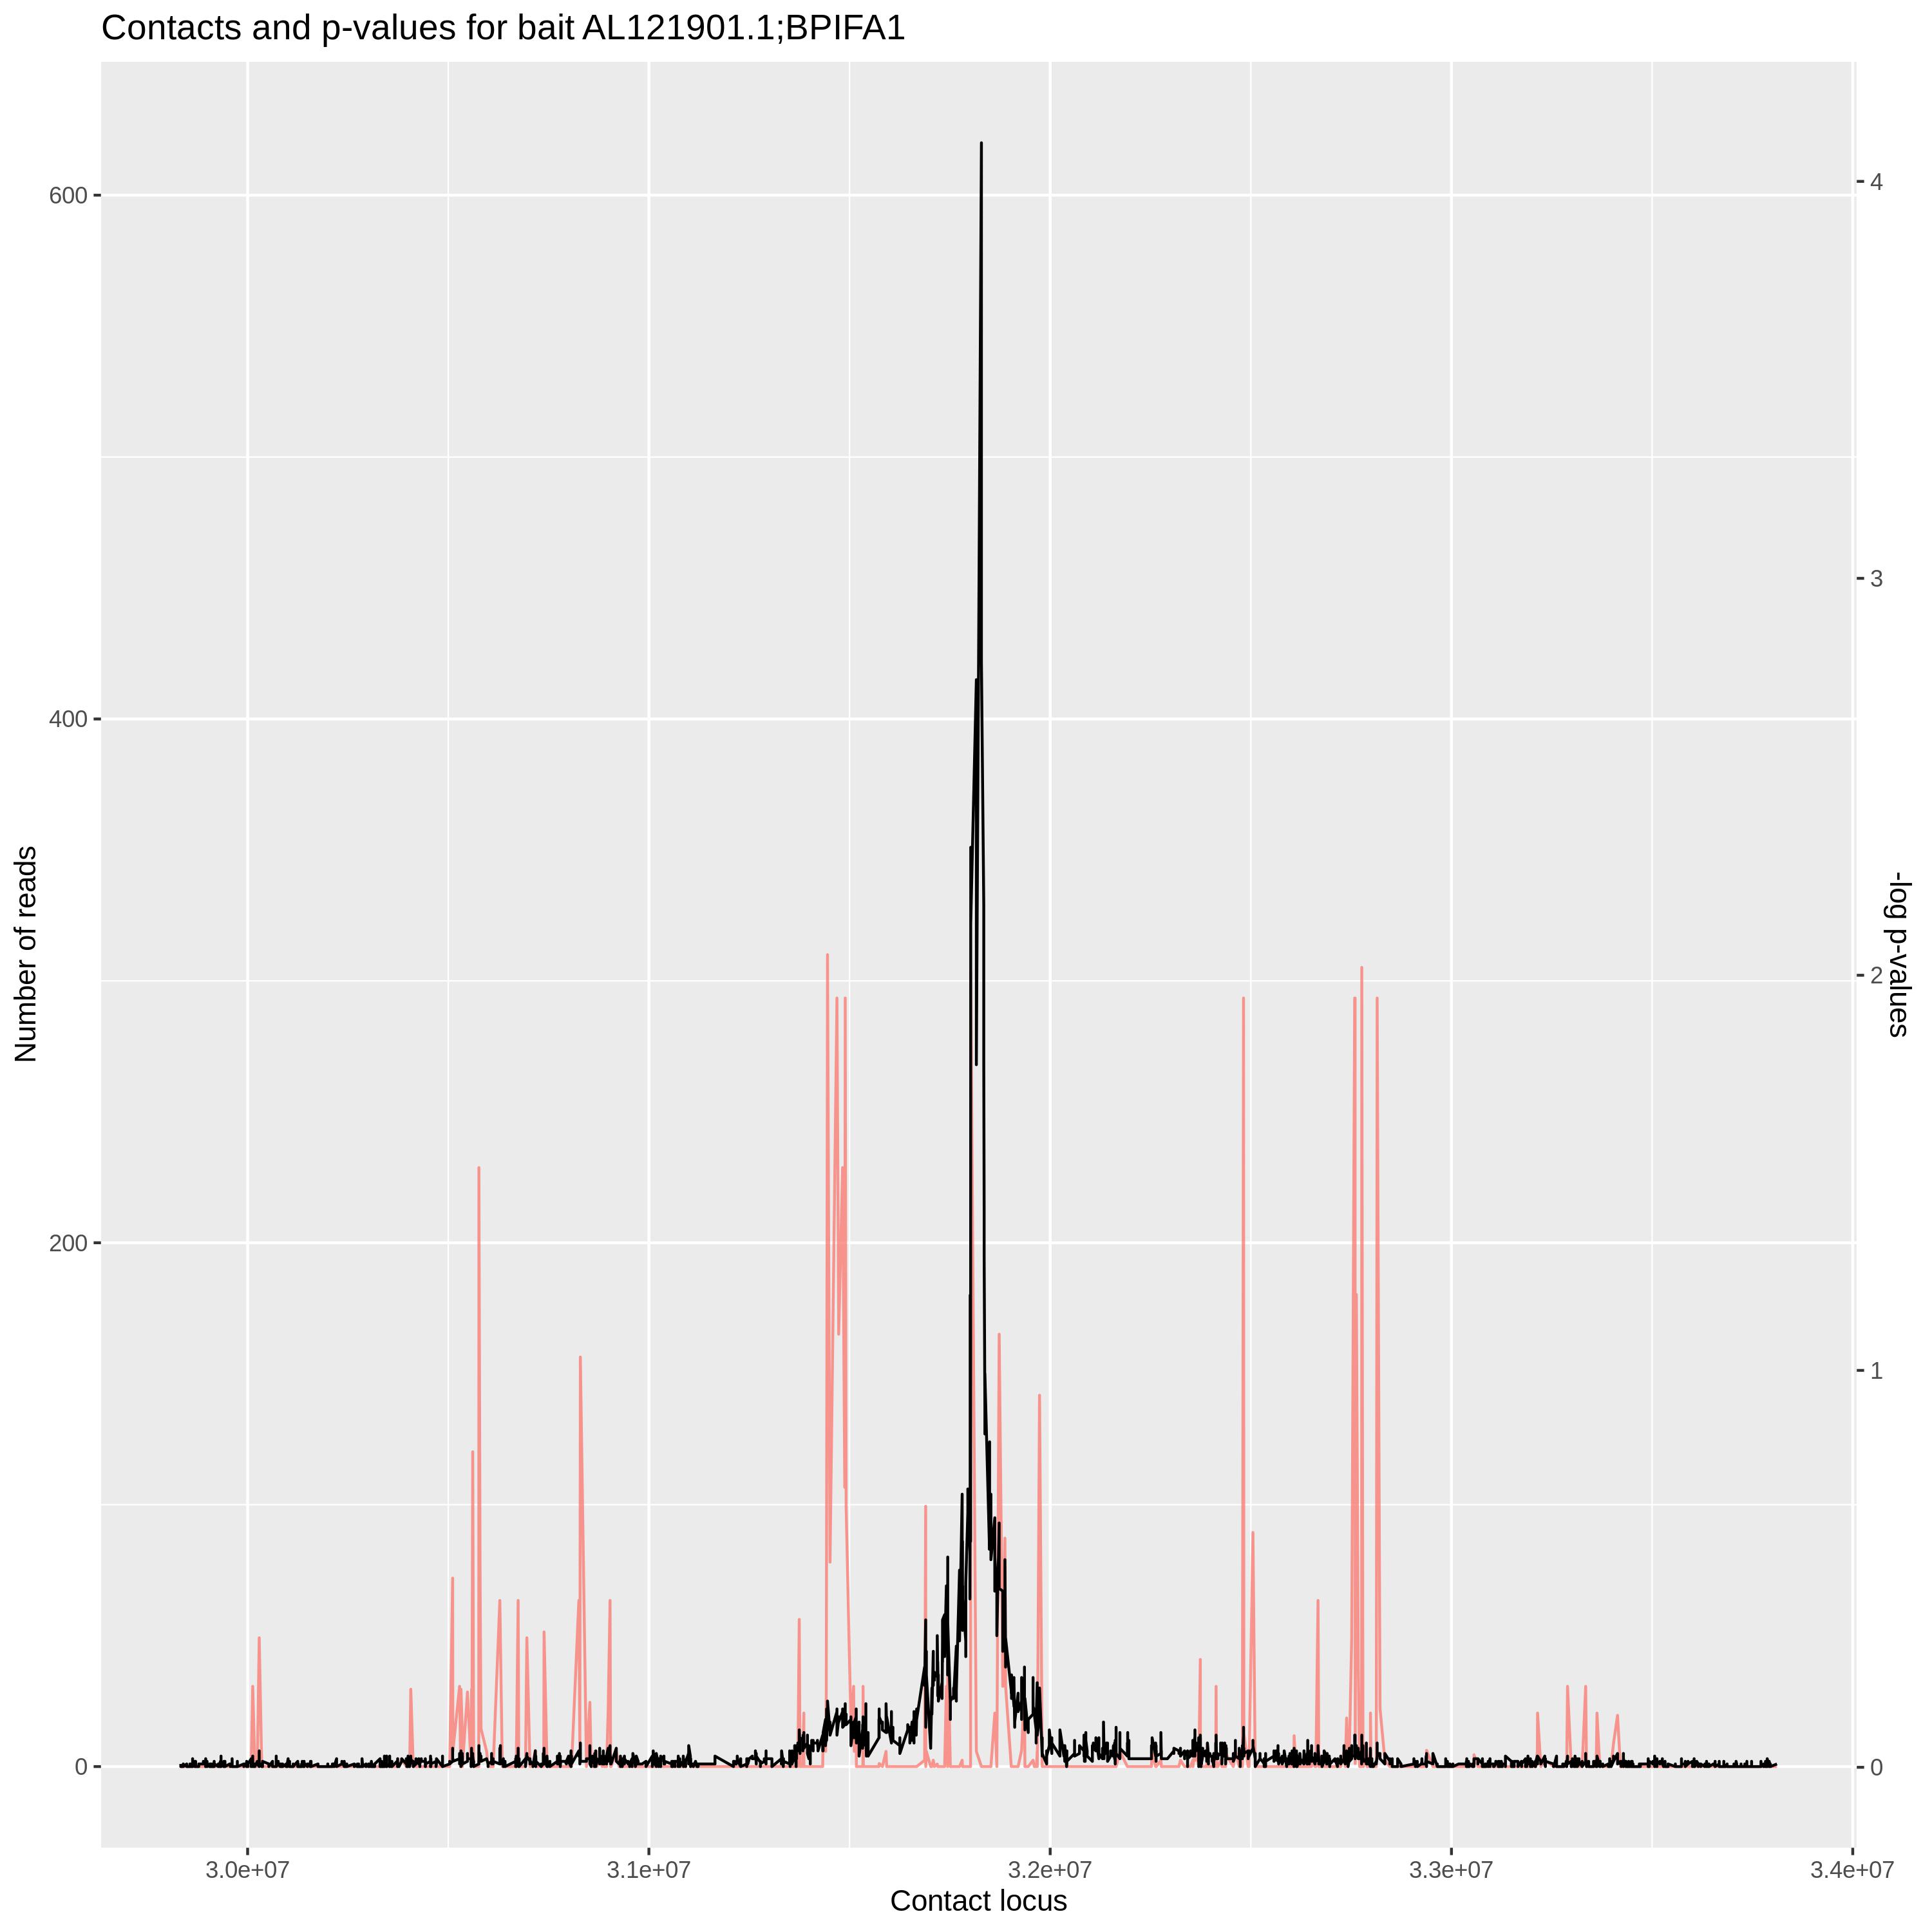 Contacts and p-values for bait AL121901.1;BPIFA1
600
400
200
0
Number of reads
4
3
2
1
0
-log p-values
3.0e+07
3.1e+07
3.2e+07
3.3e+07
3.4e+07
Contact locus